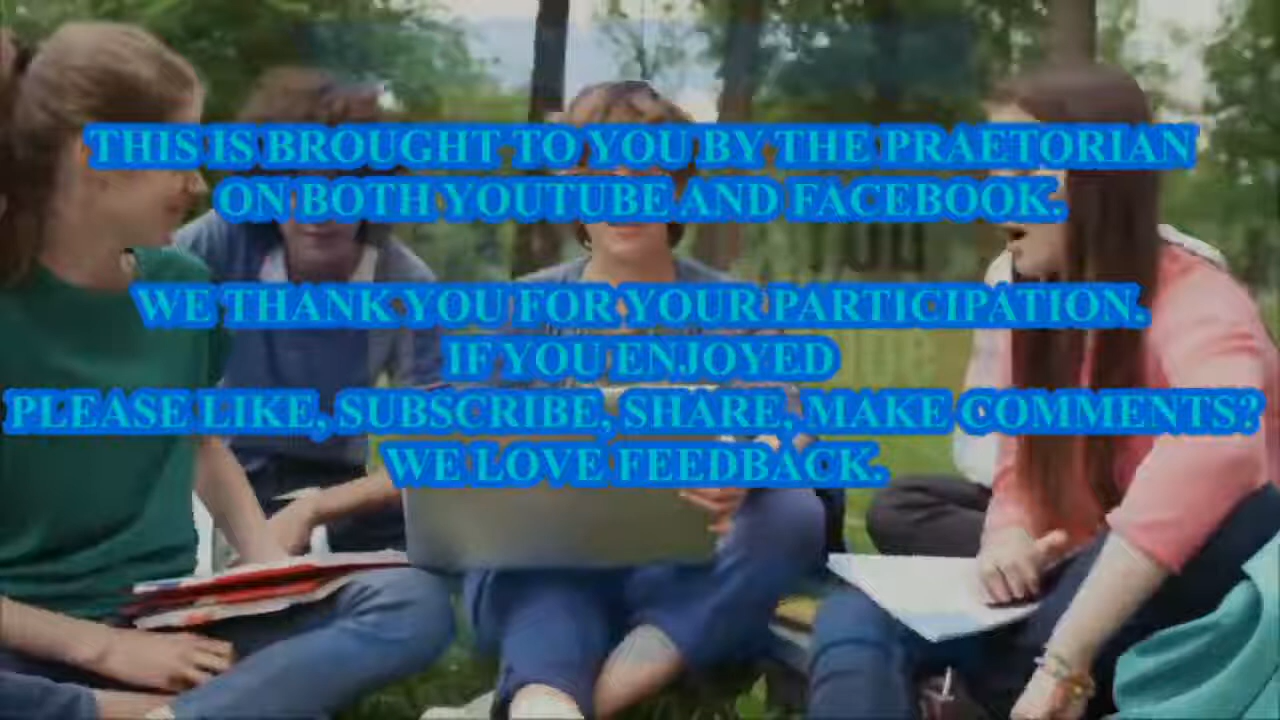 THIS IS BROUGHT TO YOU BY THE PRAETORIAN
ON BOTH YOUTUBE AND FACEBOOK.
WE THANK YOU FOR YOUR PARTICIPATION.
IF YOU ENJOYED
PLEASE LIKE, SUBSCRIBE, SHARE, MAKE COMMENTS?
WE LOVE FEEDBACK.